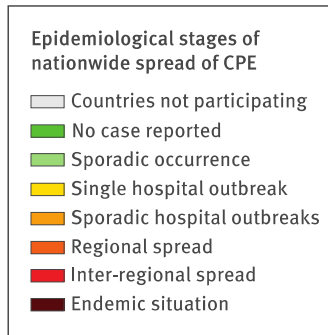 Epidemiological stages of
nationwide spread of CPE
Countries not participating
No case reported
Sporadic occurrence
Single hospital outbreak
Sporadic hospital outbreaks
Regional spread
Inter-regional spread
Endemic situation